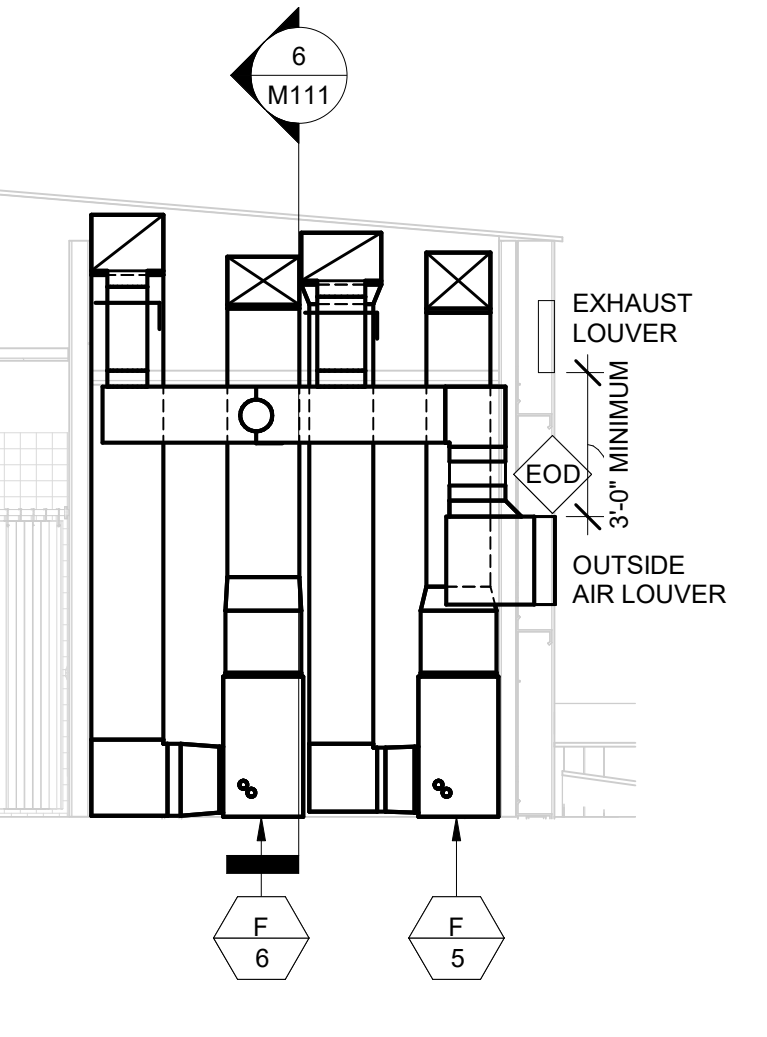 6
M111
EXHAUST
LOUVER
3'-0" MINIMUM
EOD
OUTSIDE
AIR LOUVER
F
6
F
5